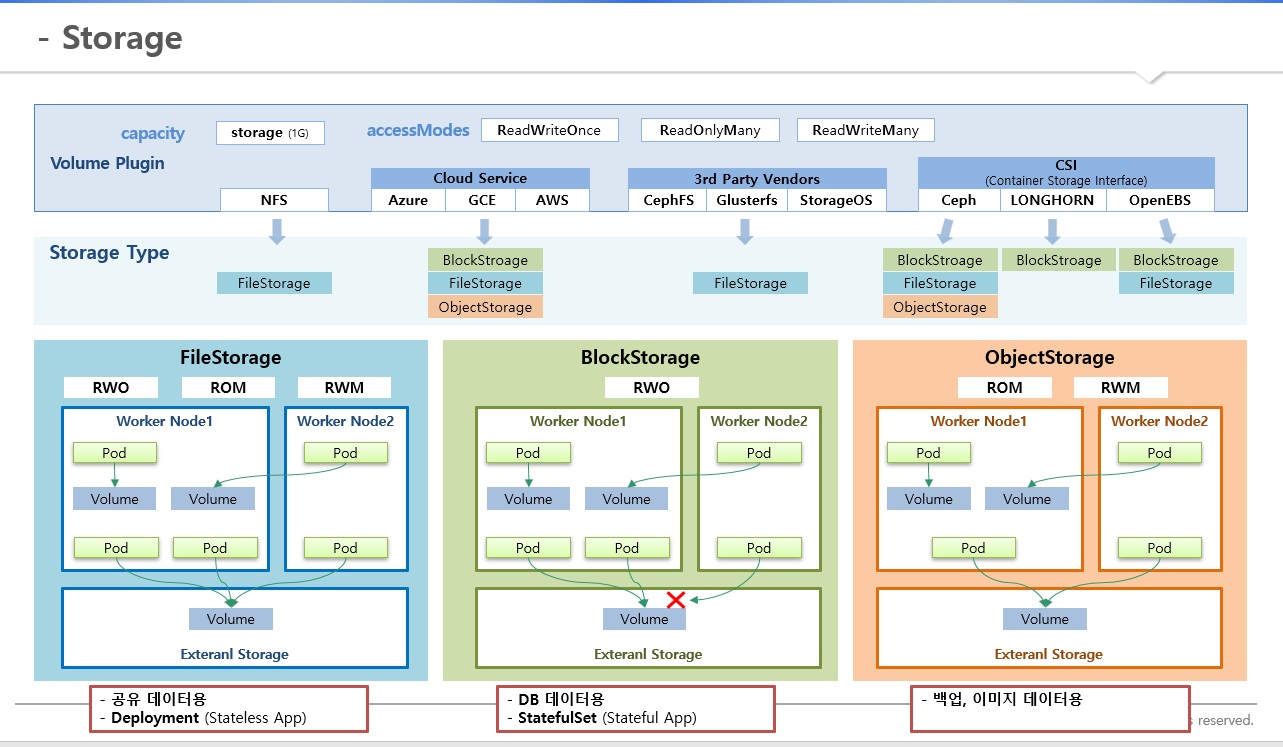 - Storage
capacity
storage (1G)
accessModes
ReadWriteOnce
ReadOnlyMany
ReadWriteMany
Volume Plugin
NFS
Cloud Service
Azure
GCE
AWS
3rd Party Vendors
CephFS
Glusterfs
StorageOS
CSI
(Container Storage Interface)
Ceph
LONGHORN
OpenEBS
Storage Type
FileStorage
BlockStroage
FileStorage
ObjectStorage
FileStorage
BlockStroage
FileStorage
ObjectStorage
BlockStroage
BlockStroage
FileStorage
FileStorage
RWO
ROM
RWM
Worker Node1
Worker Node2
Pod
Pod
Volume
Volume
Pod
Pod
Pod
Volume
Exteranl Storage
- 공유 데이터용
- Deployment (Stateless App)
BlockStorage
RWO
Worker Node1
Worker Node2
Pod
Pod
Volume
Volume
Pod
Pod
Pod
Volume
Exteranl Storage
- DB 데이터용
- StatefulSet (Stateful App)
ObjectStorage
ROM
RWM
Worker Node1
Worker Node2
Pod
Pod
Volume
Volume
Pod
Pod
Volume
Exteranl Storage
- 백업, 이미지 데이터용
reserved.